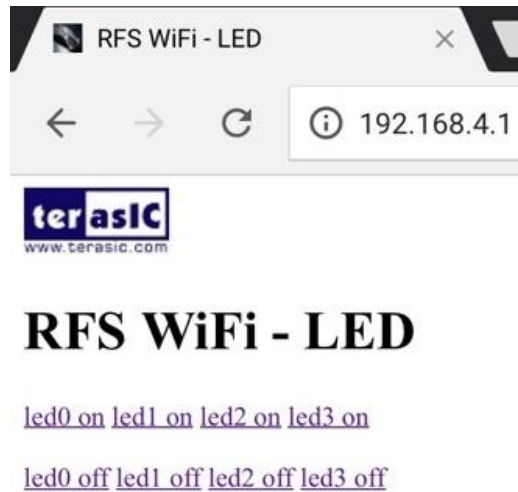 RFS WiFi - LED
192.168.4.1
terasIC
www.terasic.com
RFS WiFi - LED
led0 on led1 on led2 on led3 on
led0 off led1 off led2 off led3 off